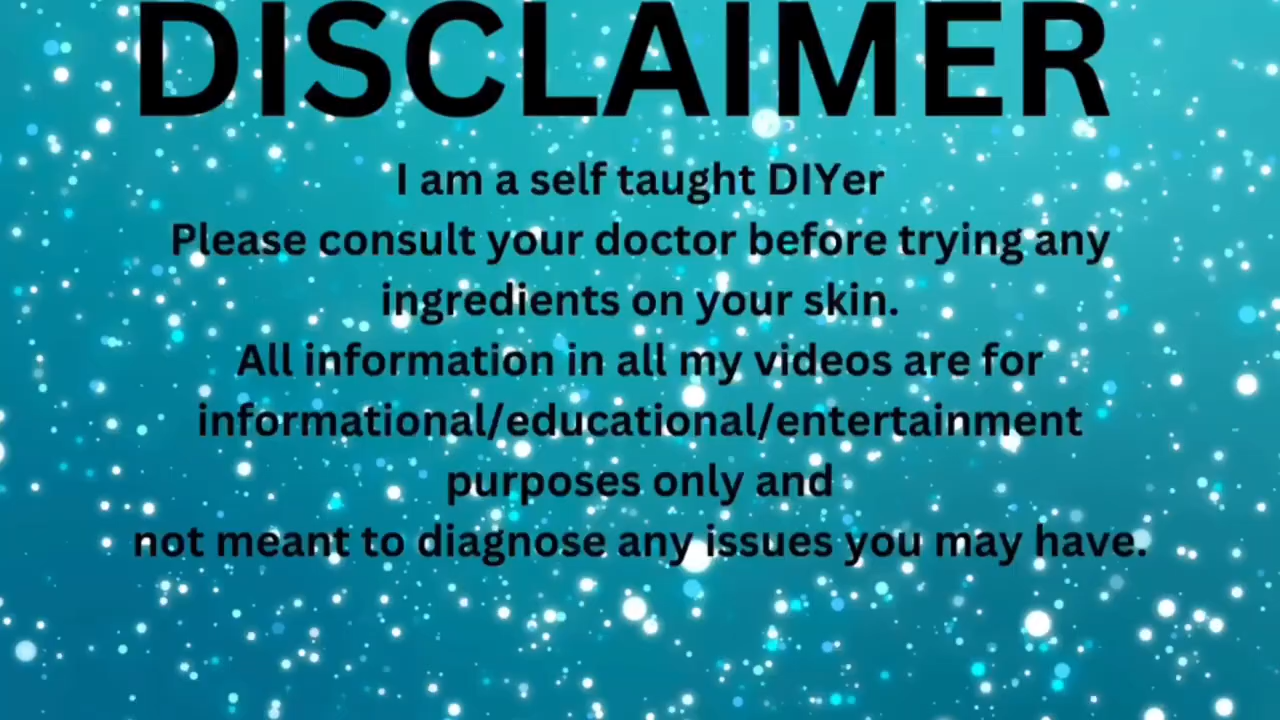 DISCLAIMER
I am a self taught DIYer
Please consult your doctor before trying any
ingredients on your skin.
All information in all my videos are for
informational/educational/entertainment
purposes only and
not meant to diagnose any issues you may have.